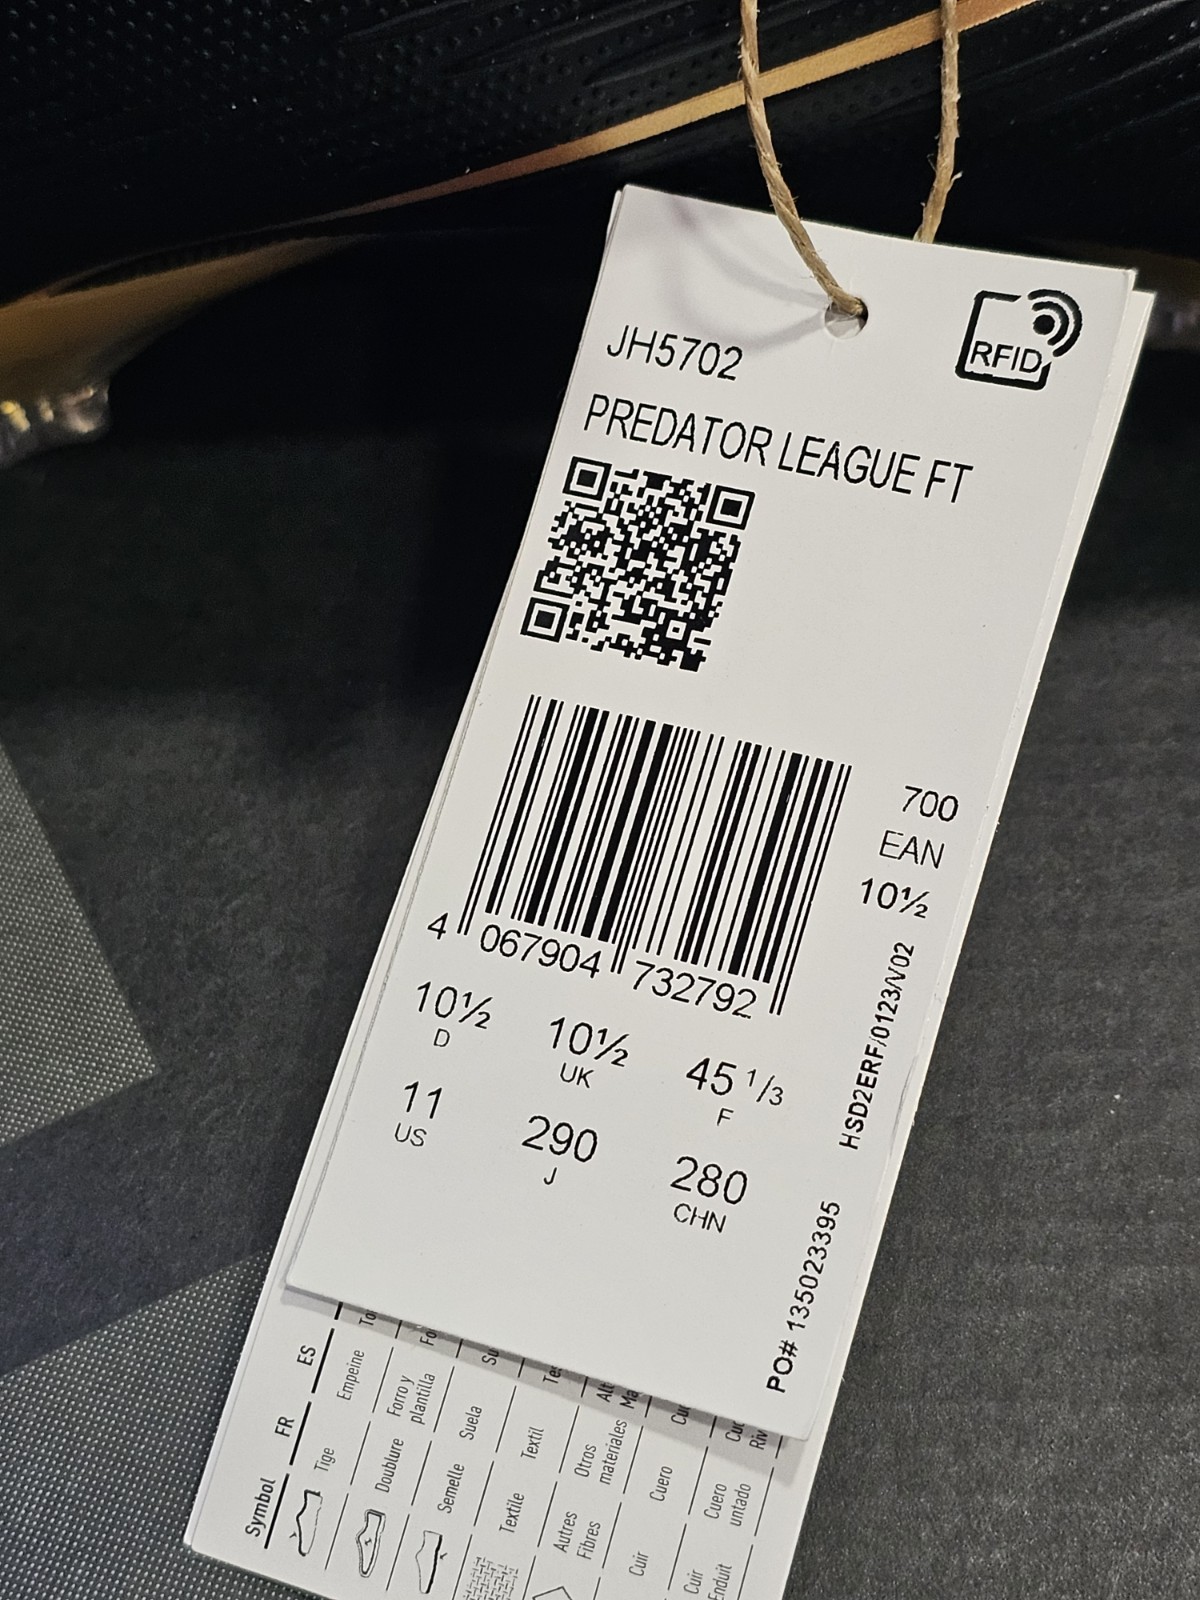 RFID
JH5702
PREDATOR LEAGUE FT
700
EAN
10½
4 067904 732792
10½
D
10½
UK
45 1/3
F
11
US
290
J
280
CHN
HSD2ERF/0123/V02
PO# 135023395
Symbol
FR
ES
Tige
Empeine
Doublure
Forro y
plantilla
Semelle
Suela
Textile
Textil
Autres
Fibres
Otros
materiales
Cuir
Cuero
Cuir
Enduit
Cuero
untado